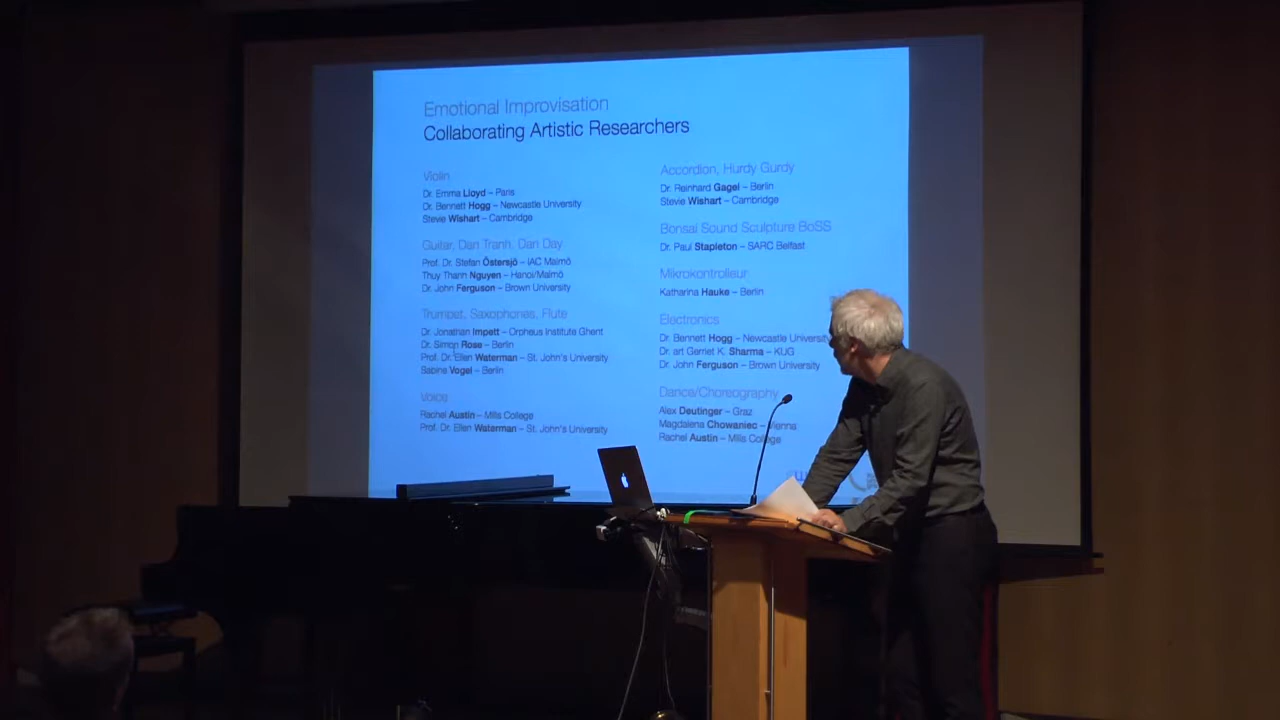 Emotional Improvisation
Collaborating Artistic Researchers
Violin
Dr. Emma Lloyd – Paris
Dr. Bennett Hogg – Newcastle University
Stevie Wishart – Cambridge
Guitar, Dan Tranh, Dan Day
Prof. Dr. Stefan Östersjö – IAC Malmö
Thuy Thann Nguyen – Hanoi/Malmö
Dr. John Ferguson – Brown University
Trumpet, Saxophones, Flute
Dr. Jonathan Impett – Orpheus Institute Ghent
Dr. Simon Rose – Berlin
Prof. Dr. Ellen Waterman – St. John's University
Sabine Vogel – Berlin
Voice
Rachel Austin – Mills College
Prof. Dr. Ellen Waterman – St. John's University
Accordion, Hurdy Gurdy
Dr. Reinhard Gagel – Berlin
Stevie Wishart – Cambridge
Bonsai Sound Sculpture BoSS
Dr. Paul Stapleton – SARC Belfast
Mikrokontrolleur
Katharina Hauke – Berlin
Electronics
Dr. Bennett Hogg – Newcastle University
Dr. art Gerriet K. Sharma – KUG
Dr. John Ferguson – Brown University
Dance/Choreography
Alex Deutinger – Graz
Magdalena Chowaniec – Vienna
Rachel Austin – Mills College